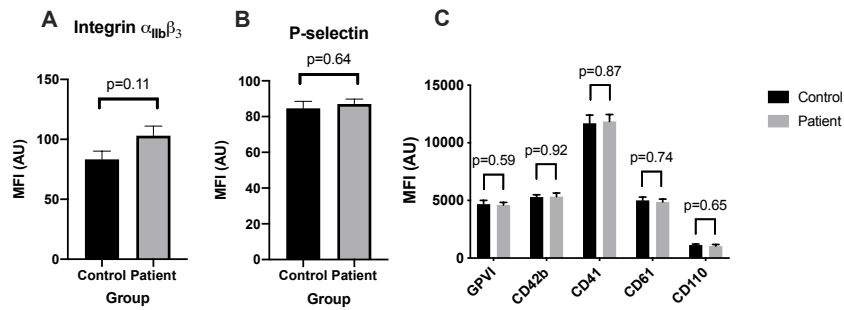 A Integrin αIIbβ3
MFI (AU)
150
100
50
0
p=0.11
Control Patient
Group
B
P-selectin
MFI (AU)
100
80
60
40
20
0
p=0.64
Control Patient
Group
C
MFI (AU)
15000
10000
5000
0
p=0.59
p=0.92
p=0.87
p=0.74
p=0.65
GPVI
CD42b
CD41
CD61
CD110
Control
Patient